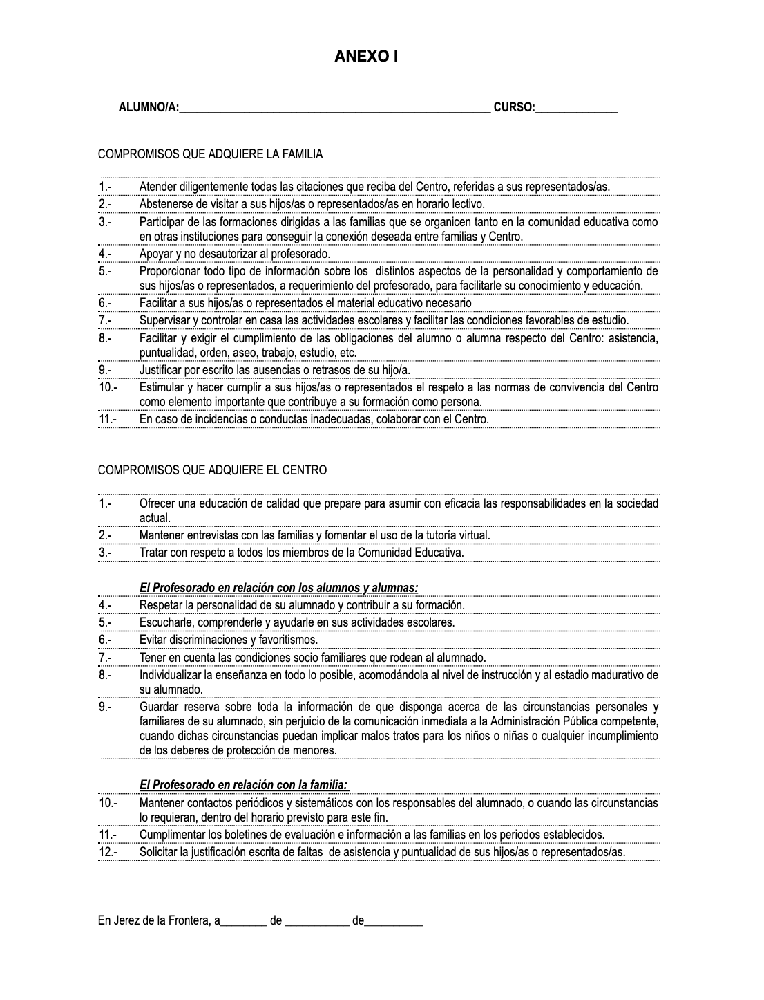 ANEXO I
ALUMNO/A:________________________________________________ CURSO:_____________
COMPROMISOS QUE ADQUIERE LA FAMILIA
1.- Atender diligentemente todas las citaciones que reciba del Centro, referidas a sus representados/as.
2.- Abstenerse de visitar a sus hijos/as o representados/as en horario lectivo.
3.- Participar de las formaciones dirigidas a las familias que se organicen tanto en la comunidad educativa como
en otras instituciones para conseguir la conexión deseada entre familias y Centro.
4.- Apoyar y no desautorizar al profesorado.
5.- Proporcionar todo tipo de información sobre los distintos aspectos de la personalidad y comportamiento de
sus hijos/as o representados, a requerimiento del profesorado, para facilitarle su conocimiento y educación.
6.- Facilitar a sus hijos/as o representados el material educativo necesario
7.- Supervisar y controlar en casa las actividades escolares y facilitar las condiciones favorables de estudio.
8.- Facilitar y exigir el cumplimiento de las obligaciones del alumno o alumna respecto del Centro: asistencia,
puntualidad, orden, aseo, trabajo, estudio, etc.
9.- Justificar por escrito las ausencias o retrasos de su hijo/a.
10.- Estimular y hacer cumplir a sus hijos/as o representados el respeto a las normas de convivencia del Centro
como elemento importante que contribuye a su formación como persona.
11.- En caso de incidencias o conductas inadecuadas, colaborar con el Centro.
COMPROMISOS QUE ADQUIERE EL CENTRO
1.- Ofrecer una educación de calidad que prepare para asumir con eficacia las responsabilidades en la sociedad
actual.
2.- Mantener entrevistas con las familias y fomentar el uso de la tutoría virtual.
3.- Tratar con respeto a todos los miembros de la Comunidad Educativa.
El Profesorado en relación con los alumnos y alumnas:
4.- Respetar la personalidad de su alumnado y contribuir a su formación.
5.- Escucharle, comprenderle y ayudarle en sus actividades escolares.
6.- Evitar discriminaciones y favoritismos.
7.- Tener en cuenta las condiciones socio familiares que rodean al alumnado.
8.- Individualizar la enseñanza en todo lo posible, acomodándola al nivel de instrucción y al estadio madurativo de
su alumnado.
9.- Guardar reserva sobre toda la información de que disponga acerca de las circunstancias personales y
familiares de su alumnado, sin perjuicio de la comunicación inmediata a la Administración Pública competente,
cuando dichas circunstancias puedan implicar malos tratos para los niños o niñas o cualquier incumplimiento
de los deberes de protección de menores.
El Profesorado en relación con la familia:
10.- Mantener contactos periódicos y sistemáticos con los responsables del alumnado, o cuando las circunstancias
lo requieran, dentro del horario previsto para este fin.
11.- Cumplimentar los boletines de evaluación e información a las familias en los periodos establecidos.
12.- Solicitar la justificación escrita de faltas de asistencia y puntualidad de sus hijos/as o representados/as.
En Jerez de la Frontera, a________ de ___________ de__________